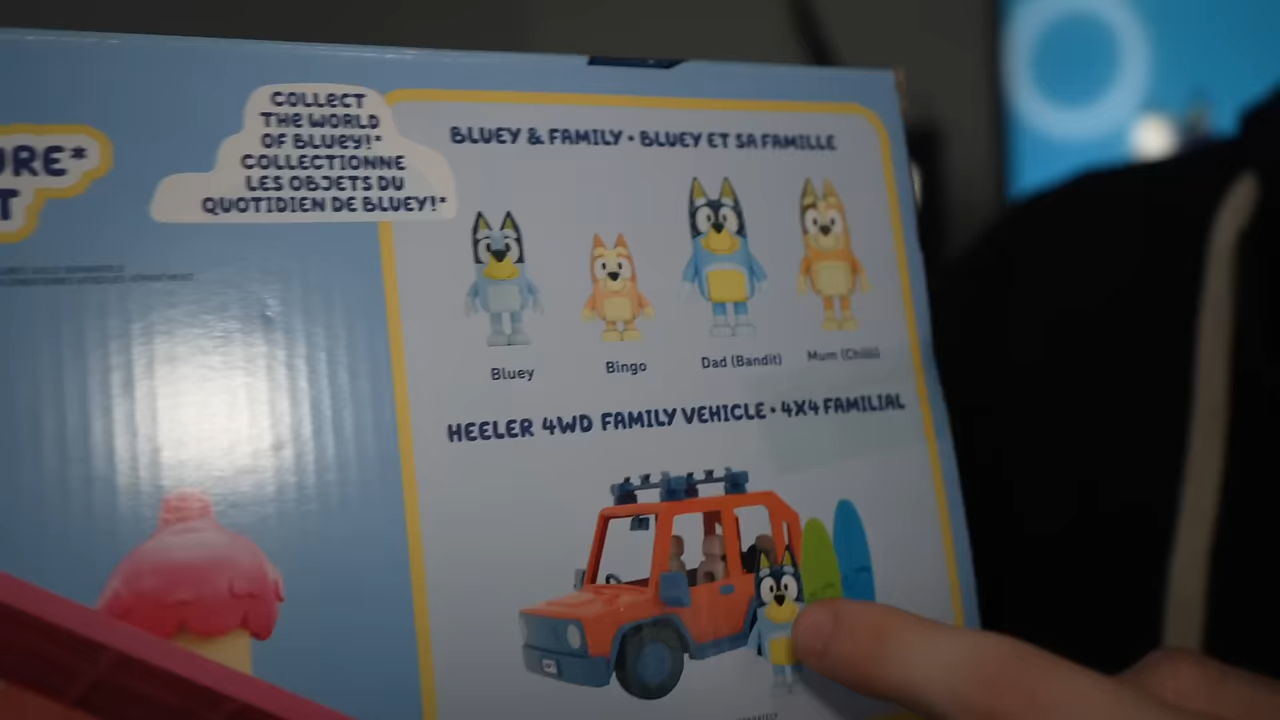 URE*
T
COLLECT
THE WORLD
OF BLUEY!*
COLLECTIONNE
LES OBJETS DU
QUOTIDIEN DE BLUEY!*
BLUEY & FAMILY • BLUEY ET SA FAMILLE
Bluey
Bingo
Dad (Bandit)
Mum (Chilli)
HEELER 4WD FAMILY VEHICLE • 4X4 FAMILIAL